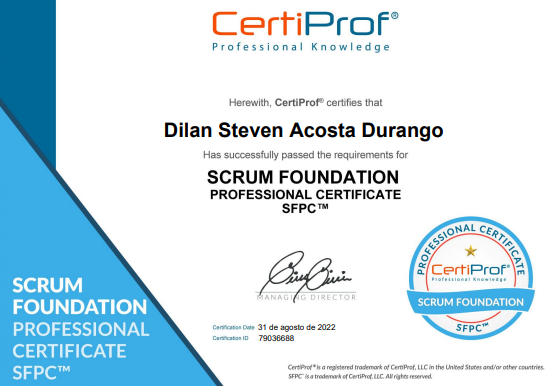 CertiProf®
Professional Knowledge
Herewith, CertiProf® certifies that
Dilan Steven Acosta Durango
Has successfully passed the requirements for
SCRUM FOUNDATION
PROFESSIONAL CERTIFICATE
SFPC™
MANAGING DIRECTOR
Certification Date 31 de agosto de 2022
Certification ID 79036688
SCRUM
FOUNDATION
PROFESSIONAL
CERTIFICATE
SFPC™
PROFESSIONAL CERTIFICATE
CertiProf®
Professional Knowledge
SCRUM FOUNDATION
SFPC™
CertiProf® is a registered trademark of CertiProf, LLC in the United States and/or other countries.
SFPC™ is a trademark of CertiProf, LLC. All rights reserved.